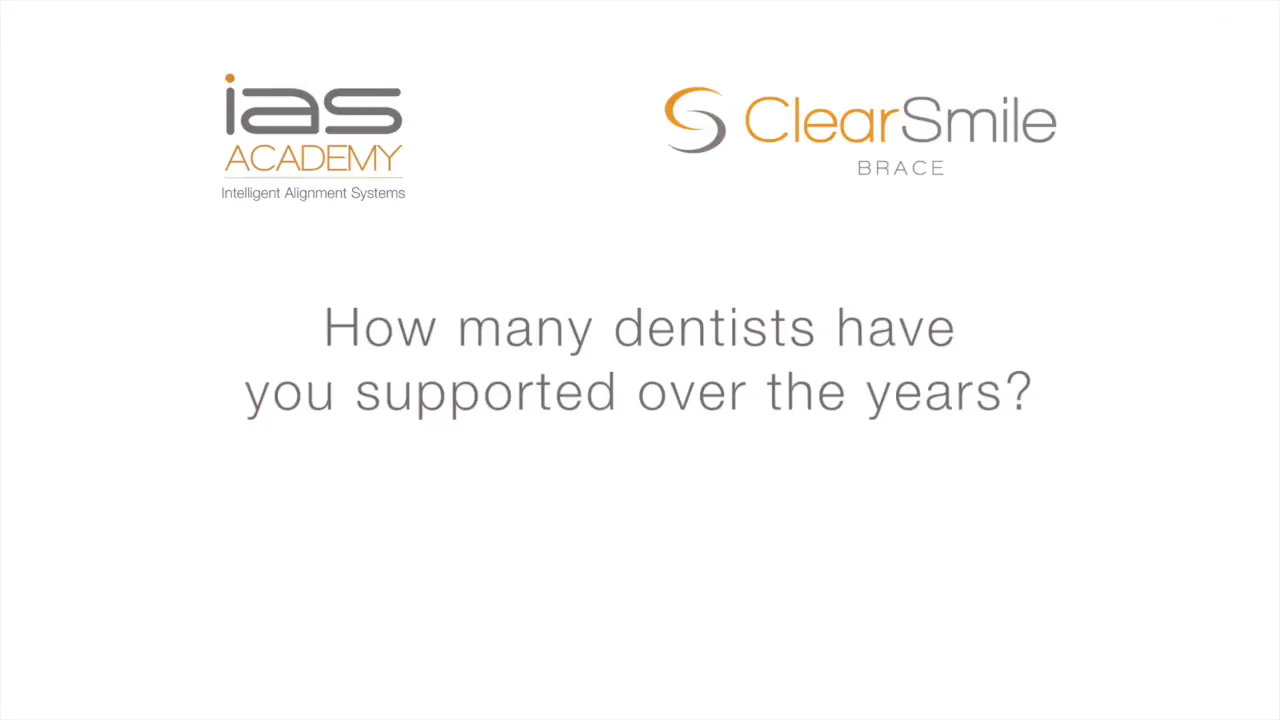 ias
ACADEMY
Intelligent Alignment Systems
ClearSmile
BRACE
How many dentists have
you supported over the years?